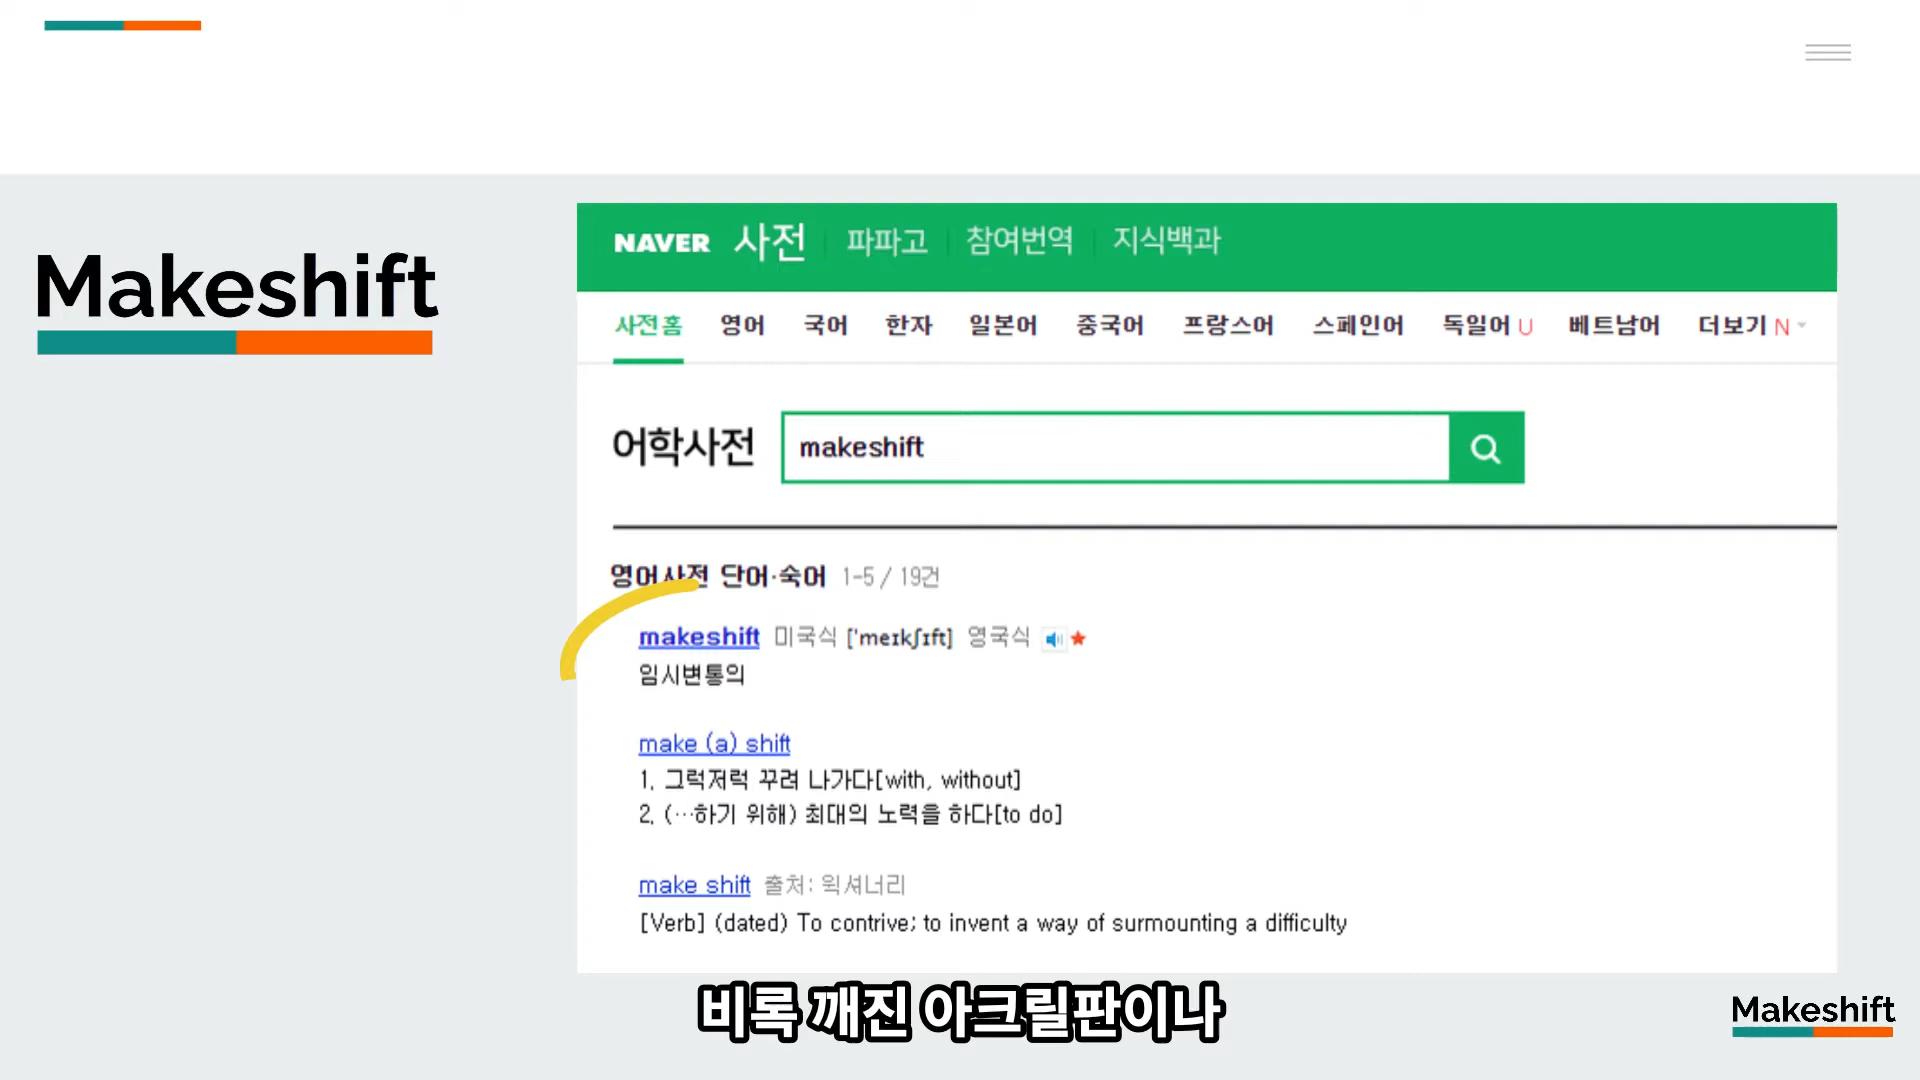 Makeshift
NAVER 사전 파파고 참여번역 지식백과
사전홈 영어 국어 한자 일본어 중국어 프랑스어 스페인어 독일어 U 베트남어 더보기 N
어학사전 makeshift
영어사전 단어·숙어 1-5 / 19건
makeshift 미국식 ['meɪkʃɪft] 영국식
임시변통의
make (a) shift
1. 그럭저럭 꾸려 나가다[with, without]
2. (…하기 위해) 최대의 노력을 하다[to do]
make shift 출처: 윅셔너리
[Verb] (dated) To contrive; to invent a way of surmounting a difficulty
비록 깨진 아크릴판이나
Makeshift